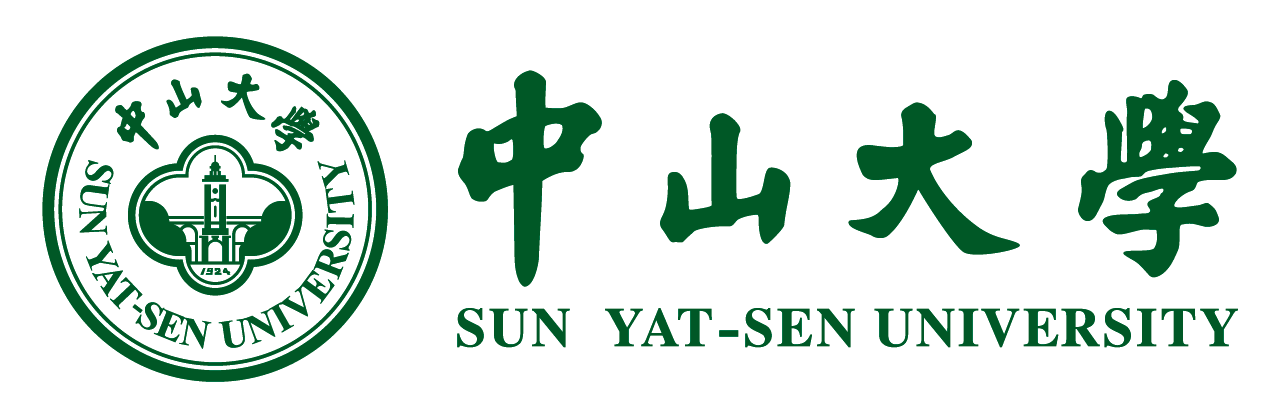 中山大學
SUN YAT-SEN UNIVERSITY
1924
中山大學
SUN YAT-SEN UNIVERSITY